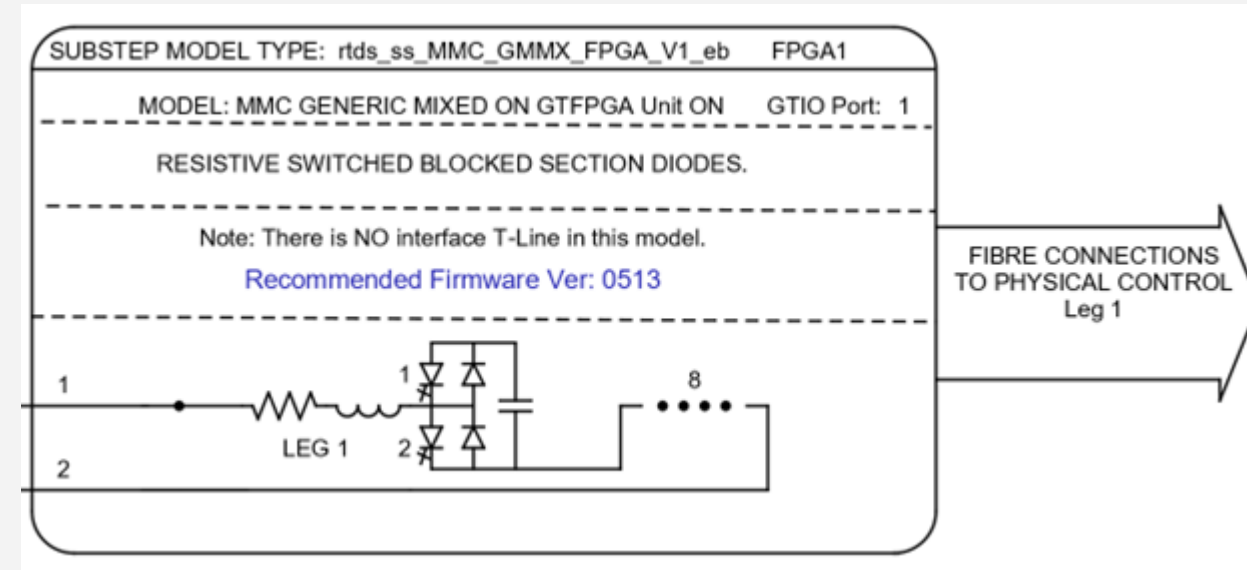 SUBSTEP MODEL TYPE: rtds_ss_MMC_GMMX_FPGA_V1_eb FPGA1
MODEL: MMC GENERIC MIXED ON GTFPGA Unit ON GTIO Port: 1
RESISTIVE SWITCHED BLOCKED SECTION DIODES.
Note: There is NO interface T-Line in this model.
Recommended Firmware Ver: 0513
FIBRE CONNECTIONS
TO PHYSICAL CONTROL
Leg 1
1
1
8
LEG 1
2
2